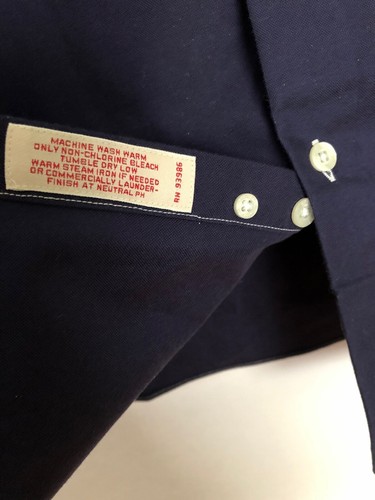 MACHINE WASH WARM
ONLY NON-CHLORINE BLEACH
TUMBLE DRY LOW
WARM STEAM IRON IF NEEDED
OR COMMERCIALLY LAUNDER-
FINISH AT NEUTRAL PH
RN 93986